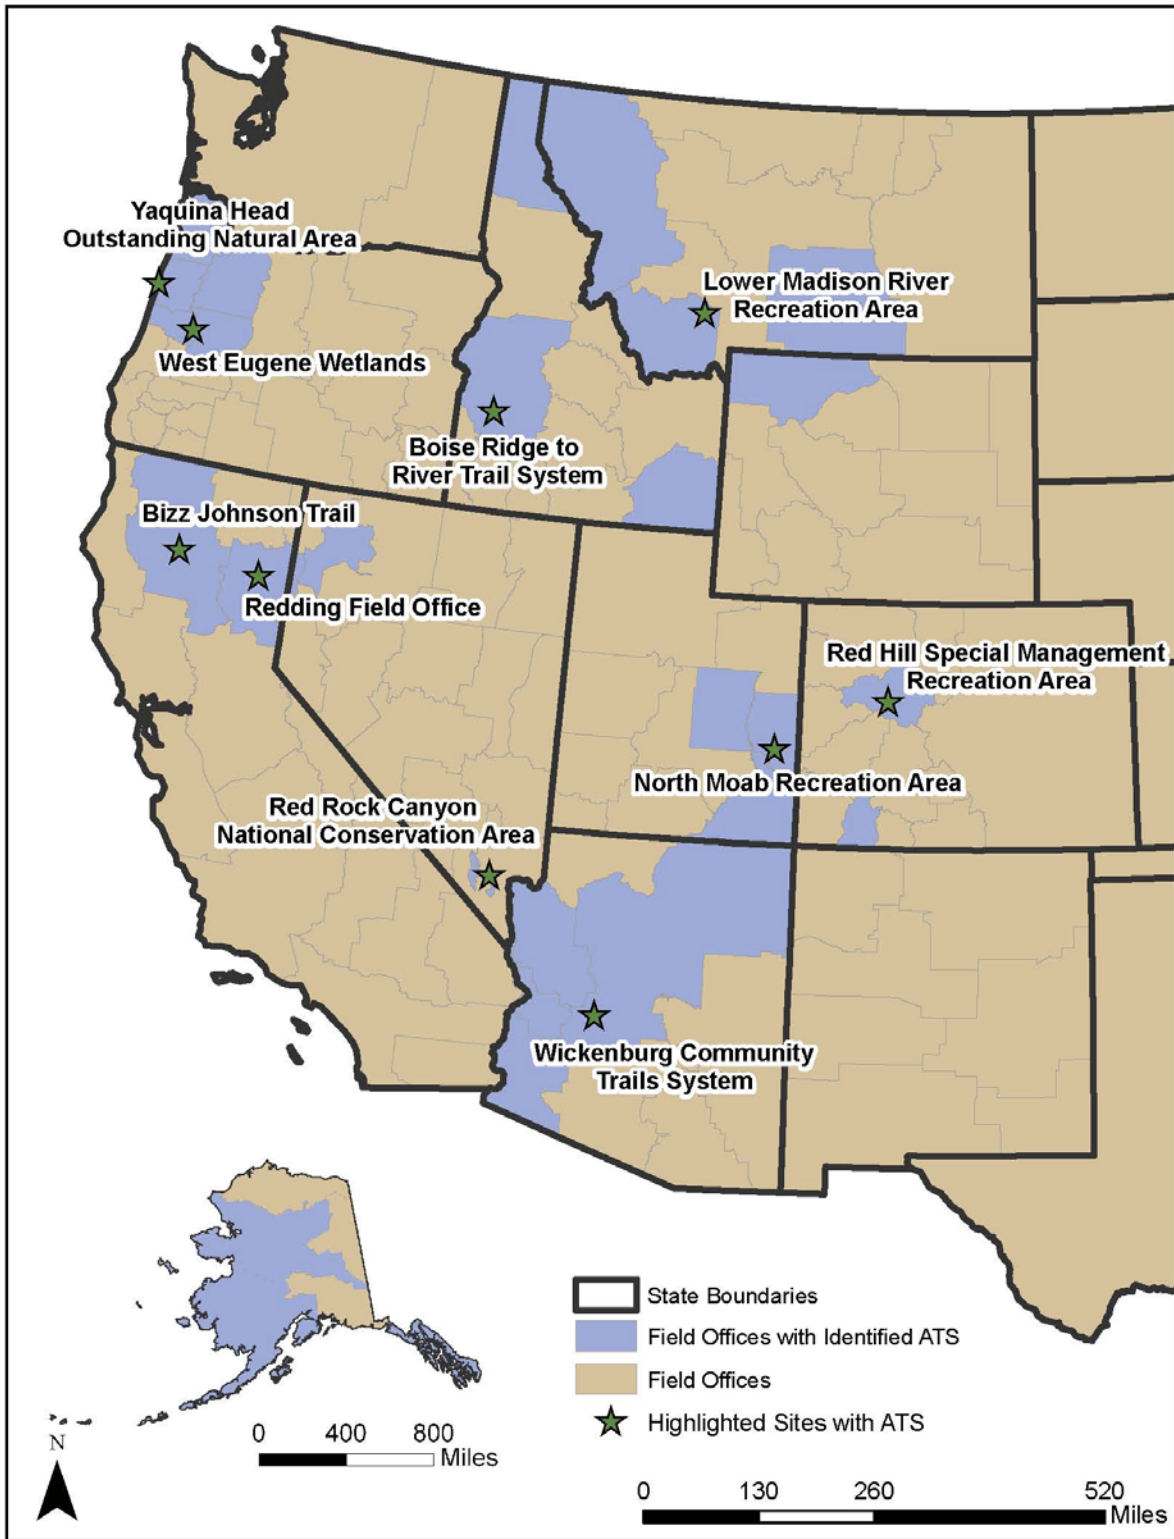 Yaquina Head
Outstanding Natural Area
Lower Madison River
Recreation Area
West Eugene Wetlands
Boise Ridge to
River Trail System
Bizz Johnson Trail
Redding Field Office
Red Hill Special Management
Recreation Area
North Moab Recreation Area
Red Rock Canyon
National Conservation Area
Wickenburg Community
Trails System
State Boundaries
Field Offices with Identified ATS
Field Offices
Highlighted Sites with ATS
N
0 400 800
Miles
0 130 260 520
Miles